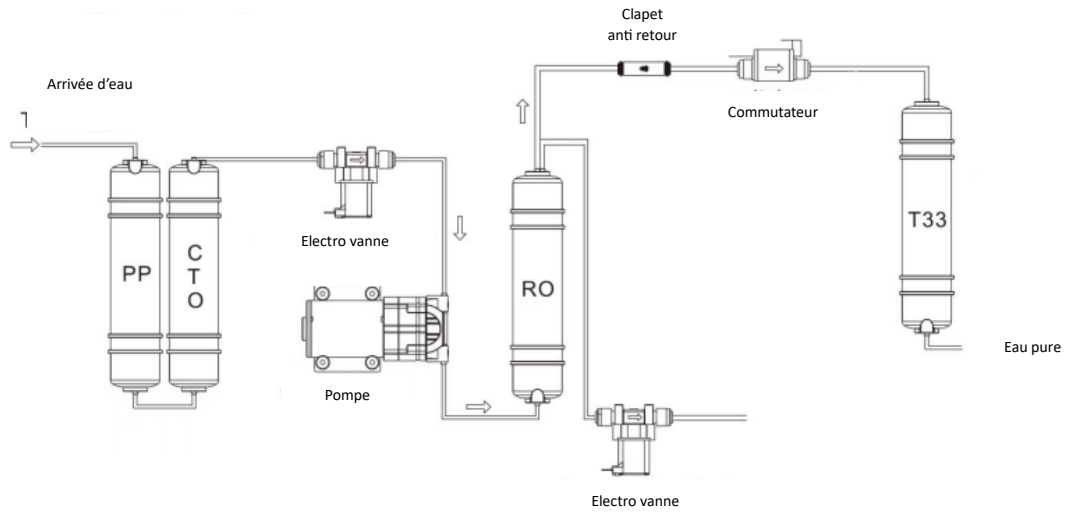 Clapet
anti retour
Arrivée d'eau
Commutateur
Electro vanne
PP
C
T
O
RO
T33
Pompe
Eau pure
Electro vanne